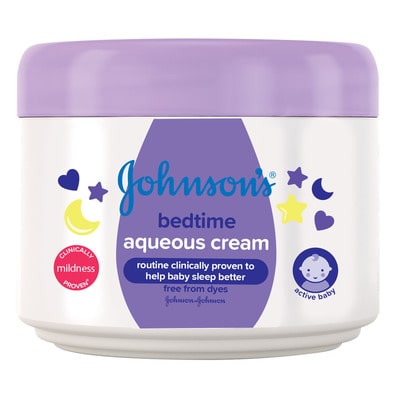 Johnson's®
bedtime
aqueous cream
routine clinically proven to
help baby sleep better
free from dyes
Johnson&Johnson
CLINICALLY
mildness
PROVEN*
active baby